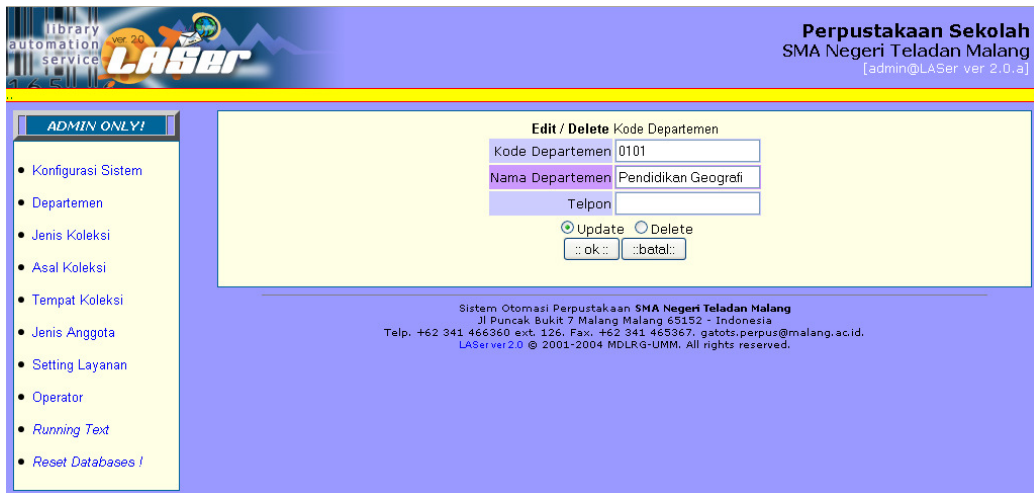 library
automation
service
ver. 2.0
LASer
165
Perpustakaan Sekolah
SMA Negeri Teladan Malang
[admin@LASer ver 2.0.a]
..
ADMIN ONLY!
Konfigurasi Sistem
Departemen
Jenis Koleksi
Asal Koleksi
Tempat Koleksi
Jenis Anggota
Setting Layanan
Operator
Running Text
Reset Databases !
Edit / Delete Kode Departemen
Kode Departemen 0101
Nama Departemen Pendidikan Geografi
Telpon
Update Delete
:: ok :: ::batal::
Sistem Otomasi Perpustakaan SMA Negeri Teladan Malang
Jl Puncak Bukit 7 Malang Malang 65152 - Indonesia
Telp. +62 341 466360 ext. 126. Fax. +62 341 465367. gatots.perpus@malang.ac.id.
LASer ver 2.0 @ 2001-2004 MDLRG-UMM. All rights reserved.